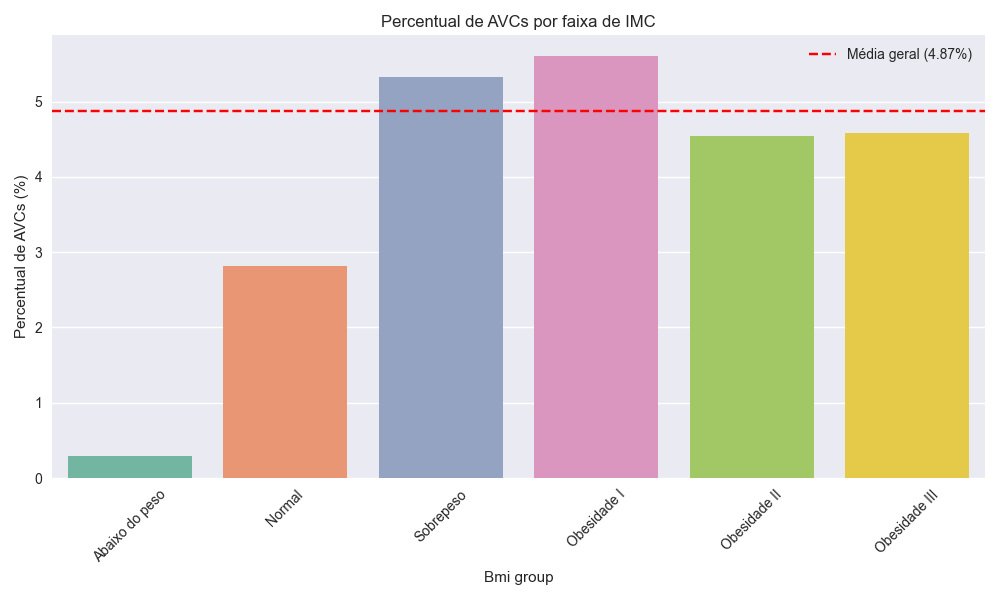 Percentual de AVCs por faixa de IMC
Média geral (4.87%)
Percentual de AVCs (%)
5
4
3
2
1
0
Abaixo do peso
Normal
Sobrepeso
Obesidade I
Obesidade II
Obesidade III
Bmi group